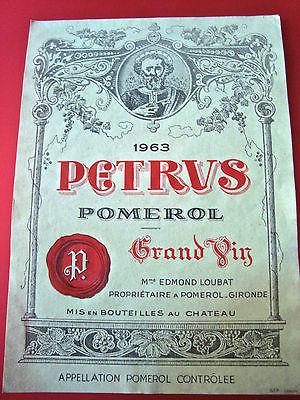 1963
PETRVS
POMEROL
Grand Vin
P.
Mme EDMOND LOUBAT
PROPRIÉTAIRE A POMEROL.GIRONDE
MIS EN BOUTEILLES AU CHATEAU
APPELLATION POMEROL CONTRÔLÉE